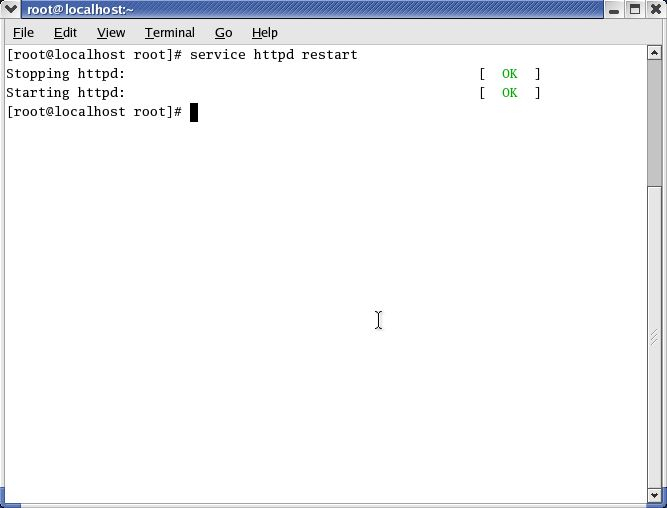 root@localhost:~
File Edit View Terminal Go Help
[root@localhost root]# service httpd restart
Stopping httpd: [ OK ]
Starting httpd: [ OK ]
[root@localhost root]#